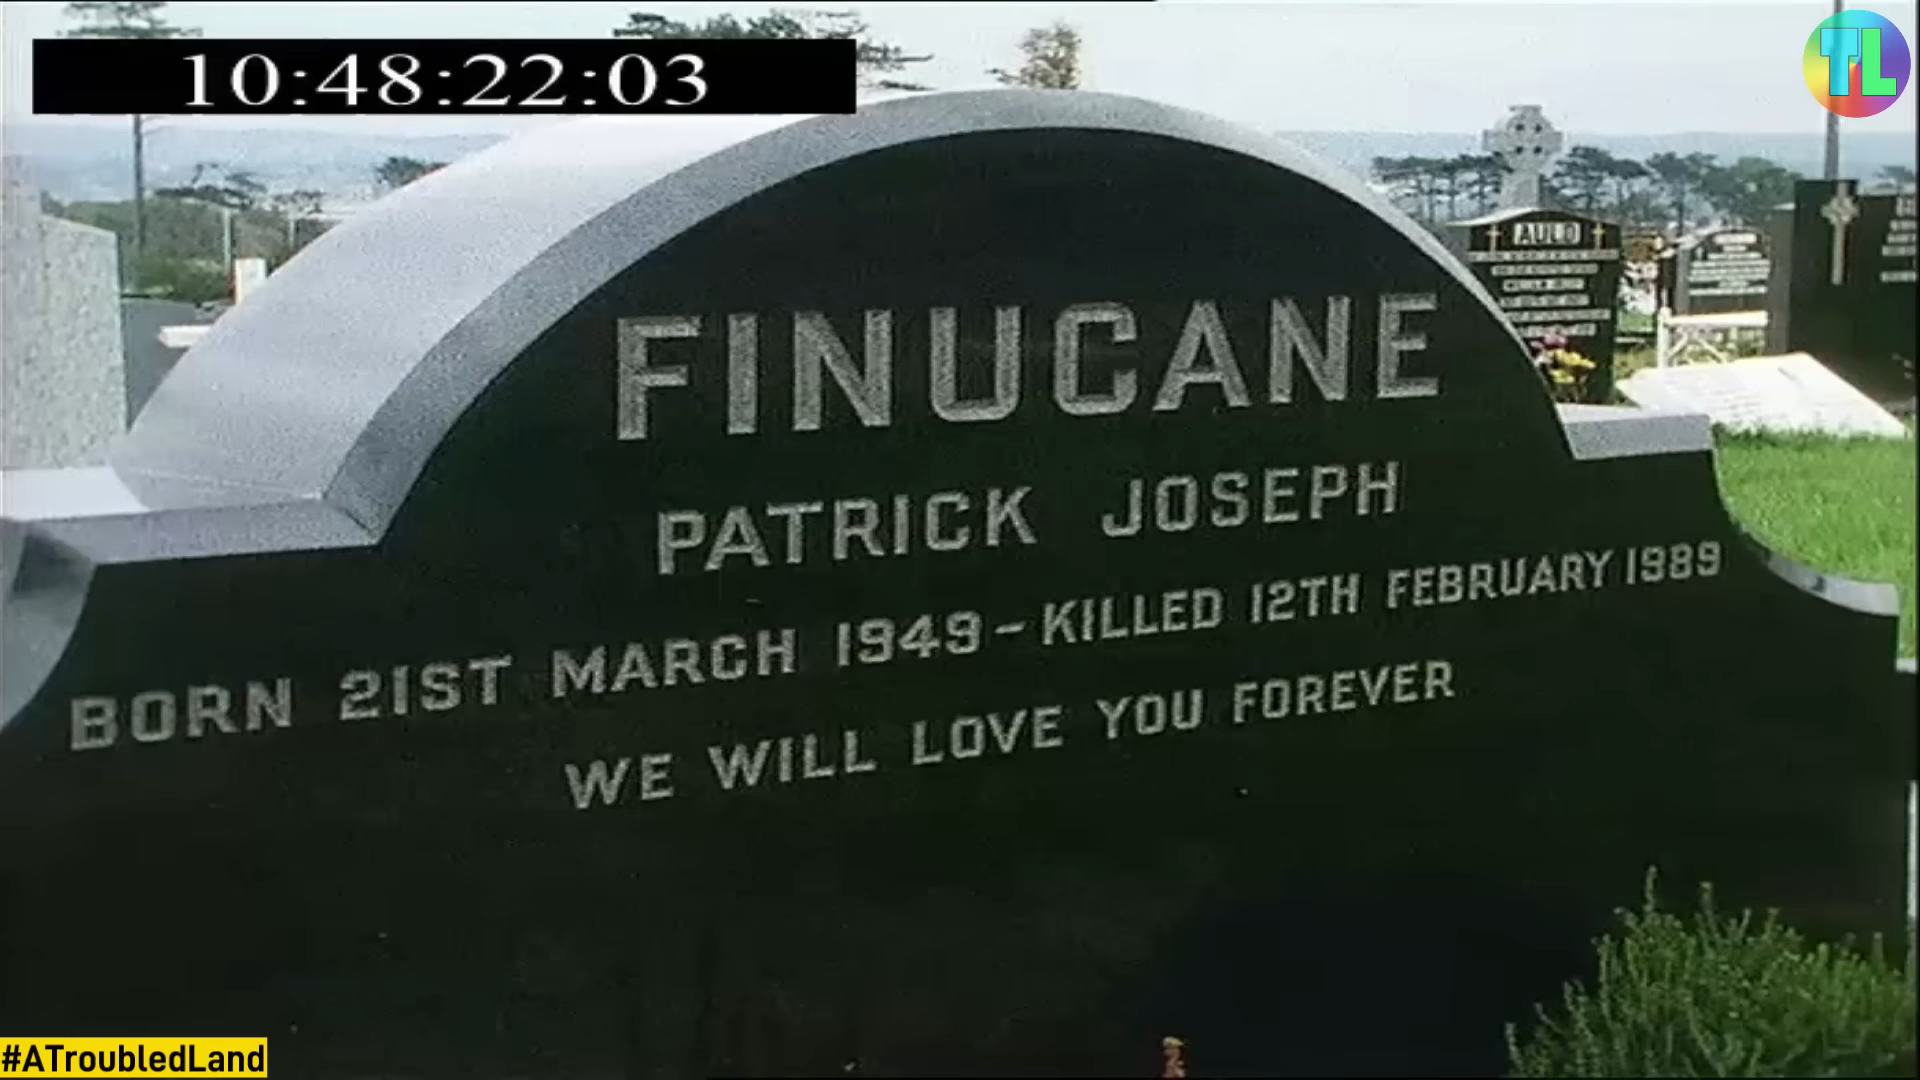 10:48:22:03
TL
FINUCANE
PATRICK JOSEPH
BORN 21ST MARCH 1949 - KILLED 12TH FEBRUARY 1989
WE WILL LOVE YOU FOREVER
AULD
#ATroubledLand